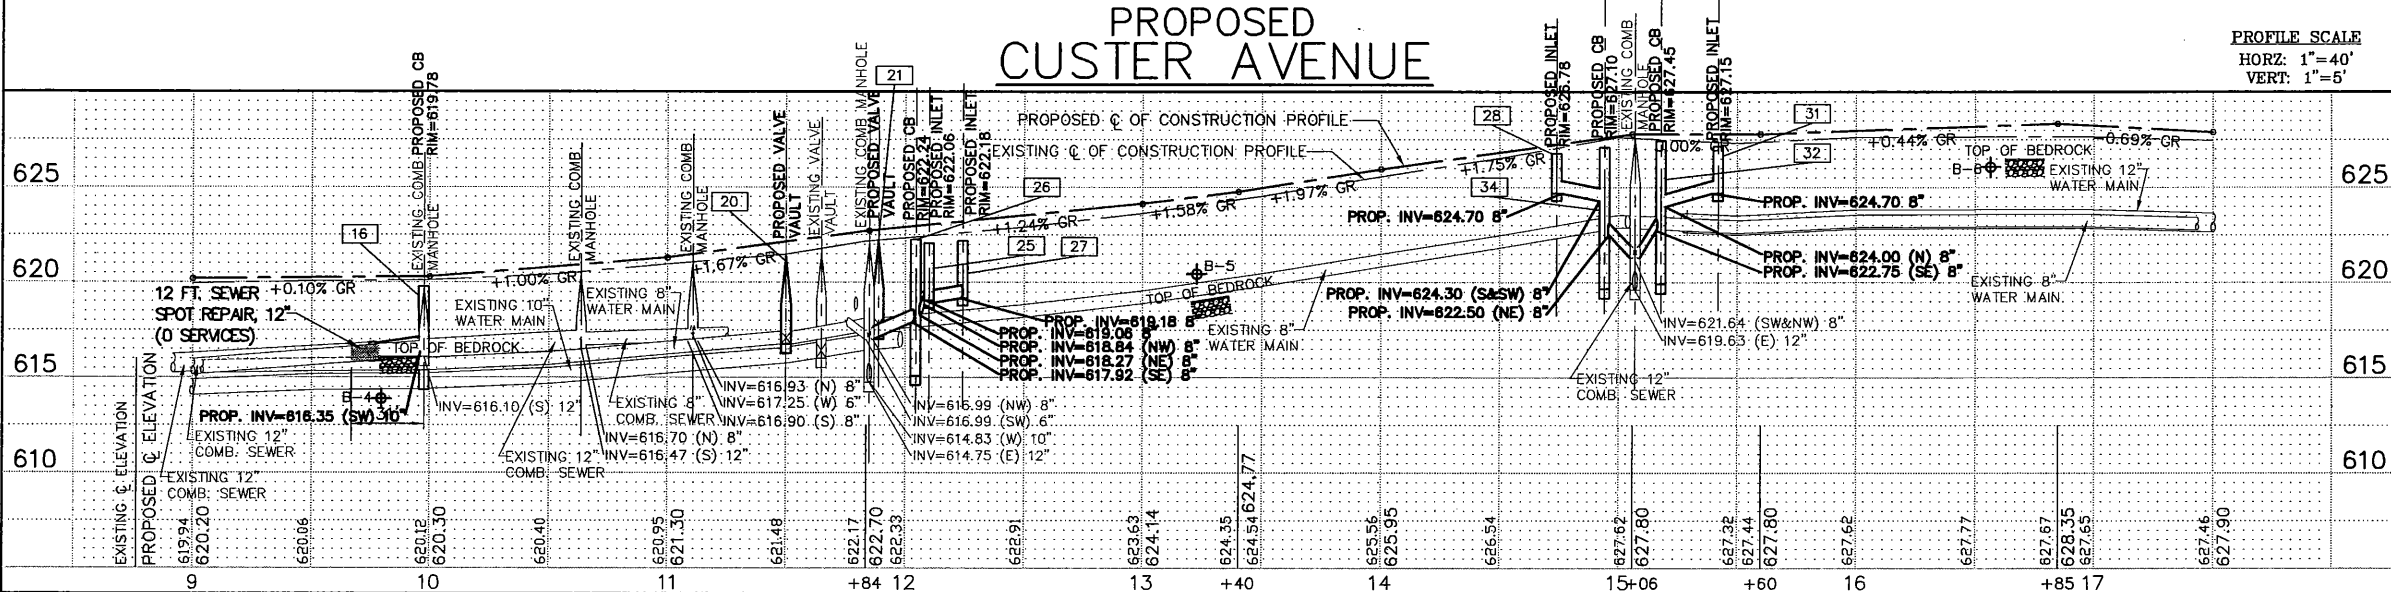 PROPOSED
CUSTER AVENUE
PROFILE SCALE
HORZ: 1"=40'
VERT: 1"=5'
625
620
615
610
625
620
615
610
EXISTING COMB
MANHOLE
PROPOSED CB
RIM=619.78
16
+0.10% GR
+1.00% GR
12 FT. SEWER
SPOT REPAIR, 12"
(0 SERVICES)
TOP OF BEDROCK
B-4
PROP. INV=616.35 (SW) 10"
INV=616.10 (S) 12"
EXISTING 12"
COMB. SEWER
EXISTING 12"
COMB. SEWER
EXISTING 10"
WATER MAIN
EXISTING COMB
MANHOLE
EXISTING 8"
WATER MAIN
EXISTING 12"
COMB. SEWER
INV=616.70 (N) 8"
INV=616.47 (S) 12"
EXISTING COMB
MANHOLE
+1.67% GR
EXISTING 8"
COMB. SEWER
INV=616.93 (N) 8"
INV=617.25 (W) 6"
INV=616.90 (S) 8"
20
PROPOSED VALVE
VAULT
EXISTING VALVE
VAULT
EXISTING COMB MANHOLE
PROPOSED VALVE
VAULT
21
PROPOSED CB
RIM=622.24
PROPOSED INLET
RIM=622.06
PROPOSED INLET
RIM=622.18
26
25
27
+1.24% GR
INV=616.99 (NW) 8"
INV=616.99 (SW) 6"
INV=614.83 (W) 10"
INV=614.75 (E) 12"
PROP. INV=619.18 8"
PROP. INV=619.06 8"
PROP. INV=618.84 (NW) 8"
PROP. INV=618.27 (NE) 8"
PROP. INV=617.92 (SE) 8"
PROPOSED ℄ OF CONSTRUCTION PROFILE
EXISTING ℄ OF CONSTRUCTION PROFILE
+1.58% GR
+1.97% GR
+1.75% GR
B-5
TOP OF BEDROCK
EXISTING 8"
WATER MAIN
EXISTING 8"
WATER MAIN
28
34
PROPOSED INLET
RIM=626.78
PROPOSED CB
RIM=627.10
EXISTING COMB
MANHOLE
PROPOSED CB
RIM=627.45
PROPOSED INLET
RIM=627.15
31
32
PROP. INV=624.70 8"
PROP. INV=624.30 (S&SW) 8"
PROP. INV=622.50 (NE) 8"
PROP. INV=624.70 8"
PROP. INV=624.00 (N) 8"
PROP. INV=622.75 (SE) 8"
INV=621.64 (SW&NW) 8"
INV=619.63 (E) 12"
EXISTING 12"
COMB. SEWER
+0.44% GR
-0.69% GR
TOP OF BEDROCK
B-6
EXISTING 12"
WATER MAIN
EXISTING 8"
WATER MAIN
EXISTING ℄ ELEVATION
PROPOSED ℄ ELEVATION
619.94
620.20
620.06
620.12
620.30
620.40
620.95
621.30
621.48
622.17
622.70
622.33
622.91
623.63
624.14
624.35
624.77
624.54
625.56
625.95
626.54
627.62
627.80
627.32
627.44
627.80
627.62
627.77
627.67
628.35
627.65
627.46
627.90
9 10 11 +84 12 13 +40 14 15+06 +60 16 +85 17